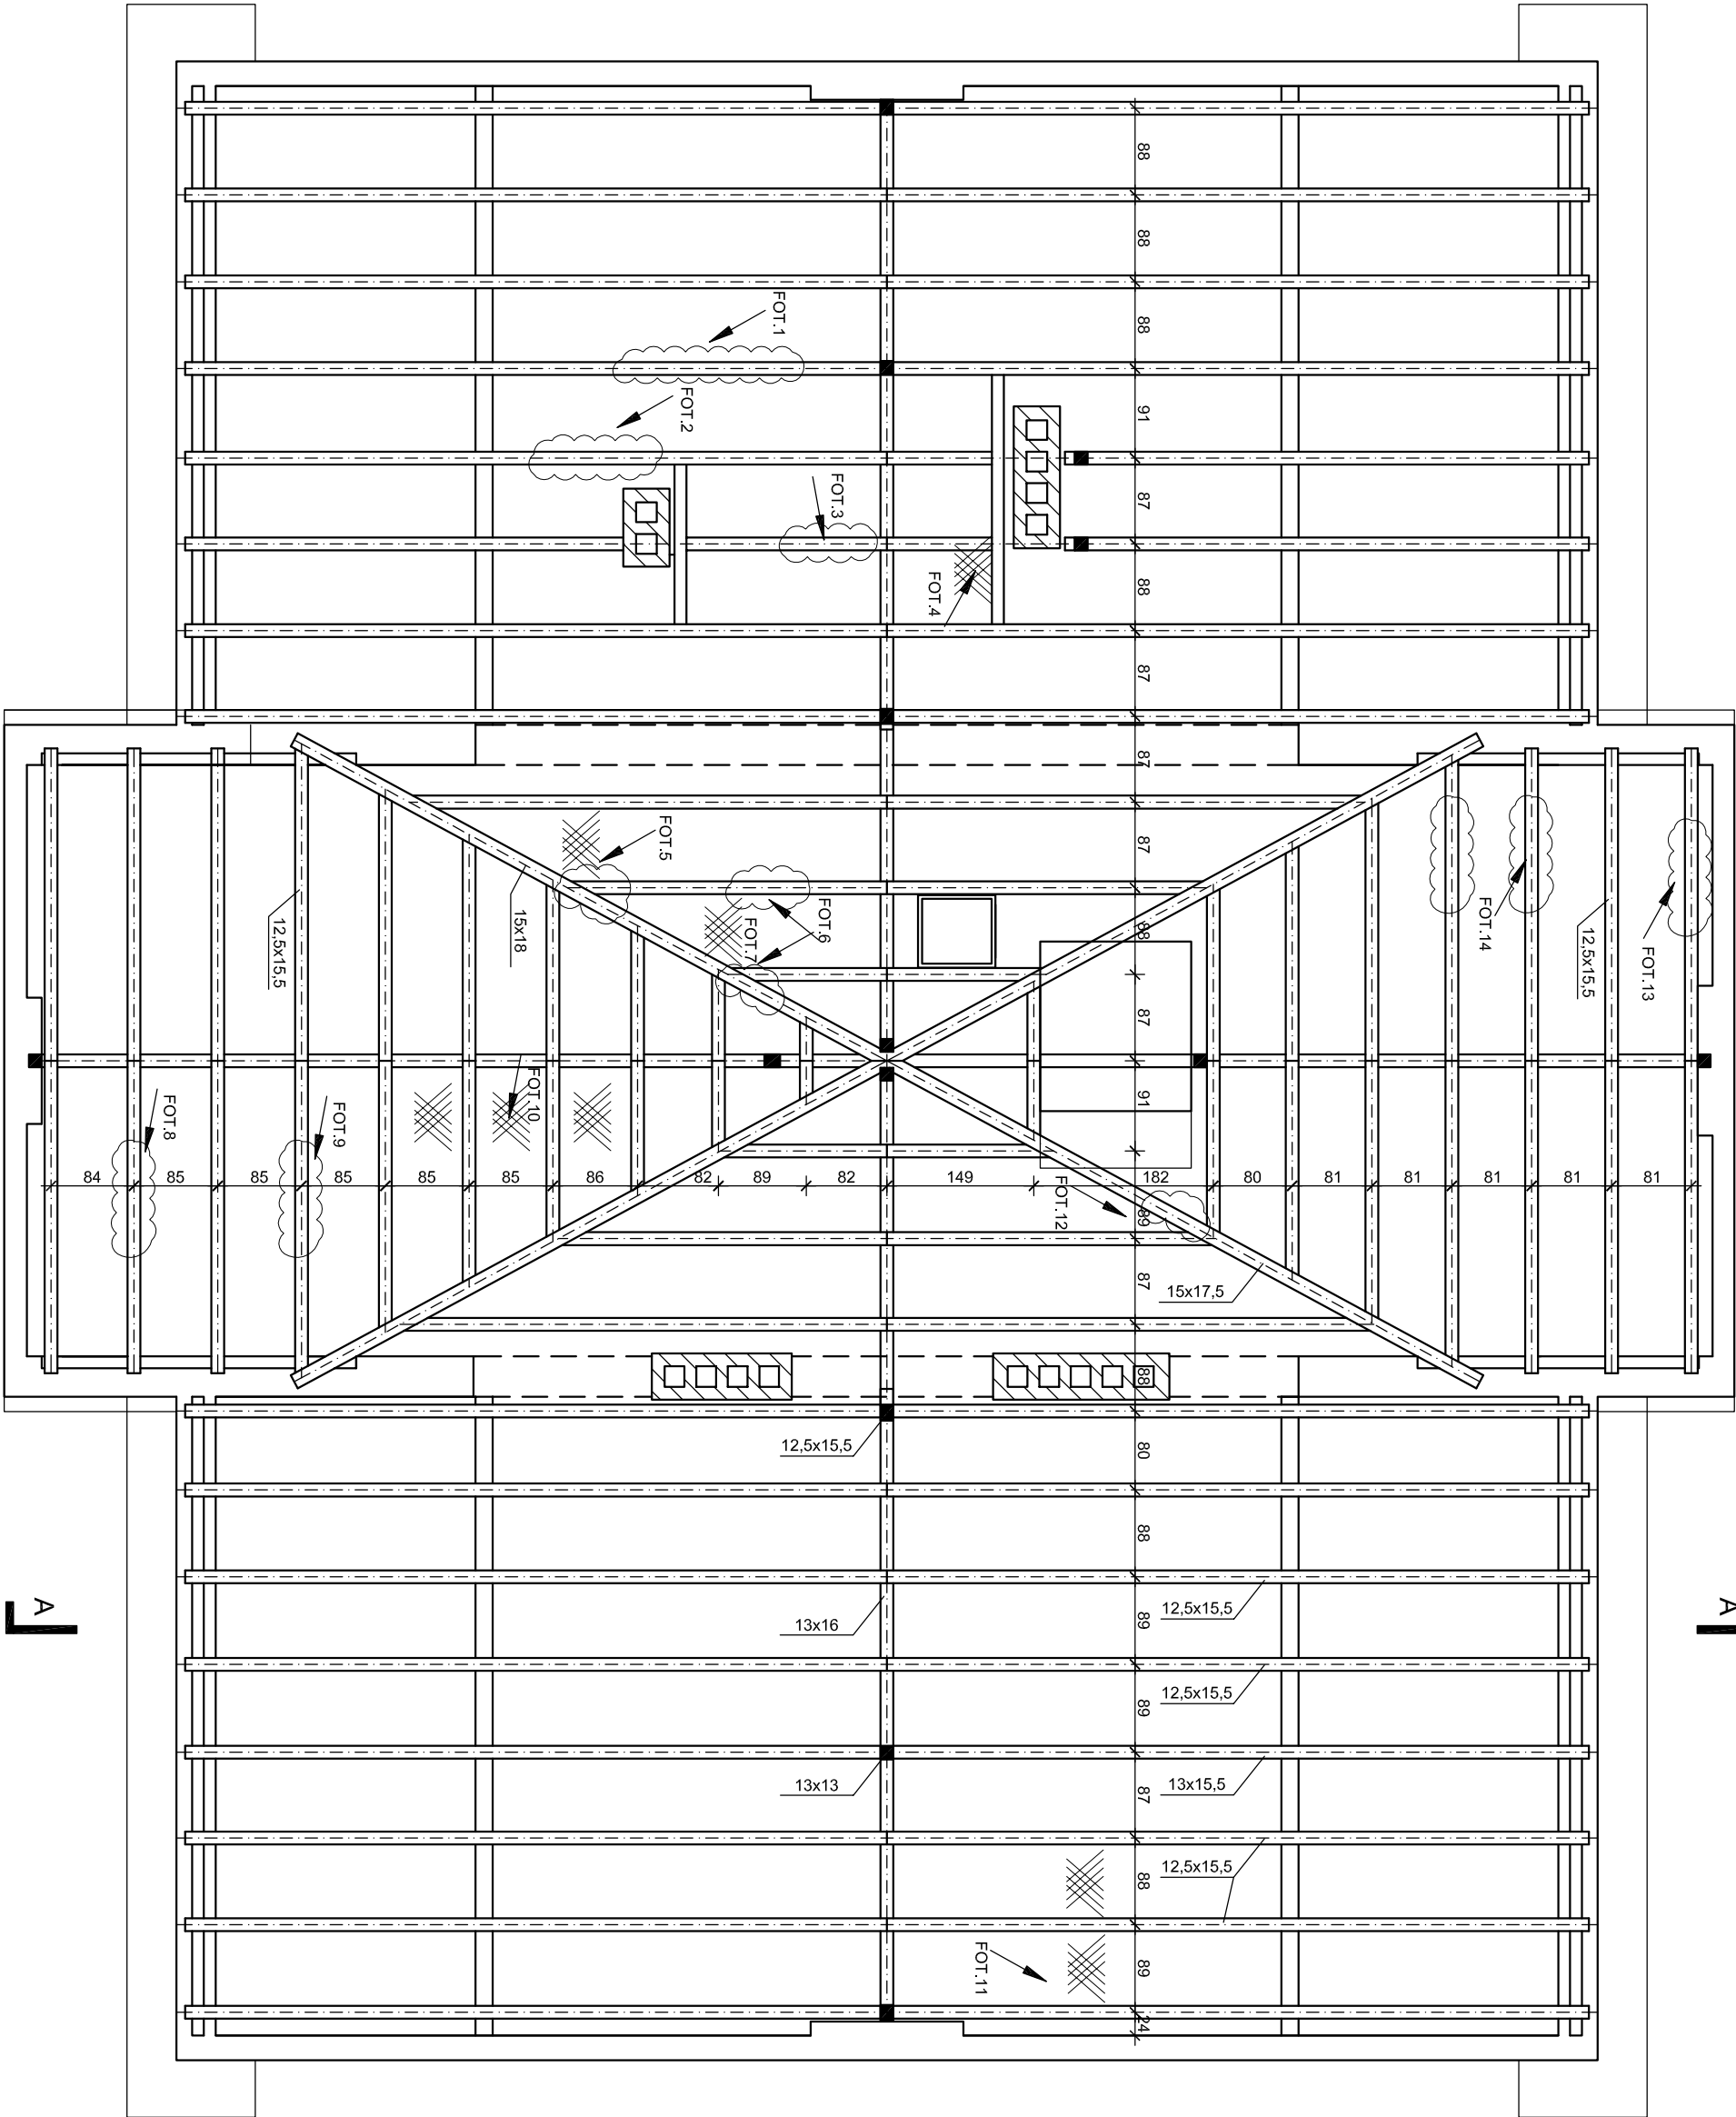 88
88
88
FOT.1
91
FOT.2
87
FOT.3
88
FOT.4
87
87
87
FOT.5
88
FOT.6
FOT.7
15x18
12,5x15,5
FOT.14
12,5x15,5
FOT.13
87
91
FOT.10
FOT.8
FOT.9
84
85
85
85
85
85
86
82
89
82
149
182
80
81
81
81
81
81
FOT.12
89
87
15x17,5
88
12,5x15,5
80
88
A
A
13x16
89
12,5x15,5
12,5x15,5
89
13x13
87
13x15,5
12,5x15,5
88
FOT.11
89
24